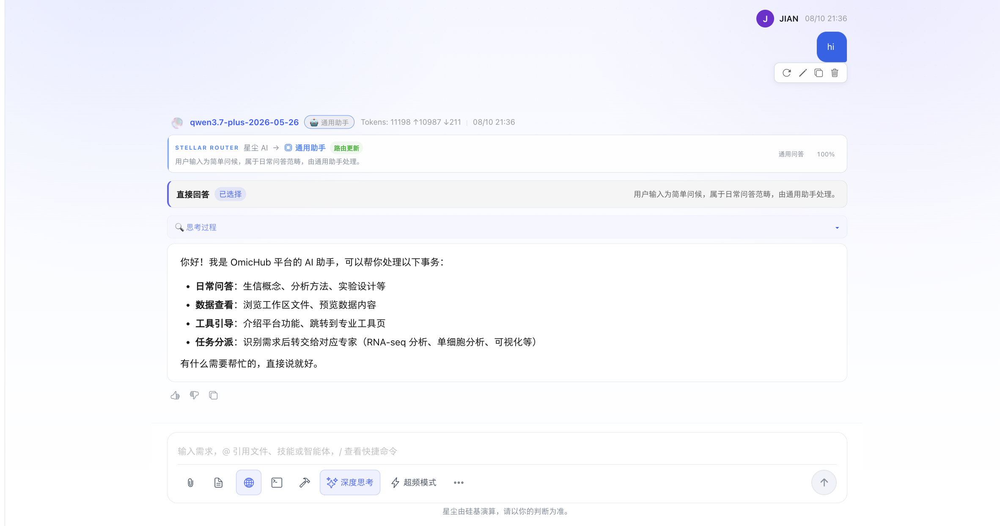 J JIAN 08/10 21:36
hi
qwen3.7-plus-2026-05-26 通用助手 Tokens: 11198 ↑10987 ↓211 08/10 21:36
STELLAR ROUTER 星尘 AI → 通用助手 路由更新
用户输入为简单问候，属于日常问答范畴，由通用助手处理。
通用问答 100%
直接回答 已选择 用户输入为简单问候，属于日常问答范畴，由通用助手处理。
思考过程
你好！我是 OmicHub 平台的 AI 助手，可以帮你处理以下事务：
• 日常问答：生信概念、分析方法、实验设计等
• 数据查看：浏览工作区文件、预览数据内容
• 工具引导：介绍平台功能、跳转到专业工具页
• 任务分派：识别需求后转交给对应专家（RNA-seq 分析、单细胞分析、可视化等）
有什么需要帮忙的，直接说就好。
输入需求，@ 引用文件、技能或智能体，/ 查看快捷命令
深度思考 超频模式
星尘由硅基演算，请以你的判断为准。